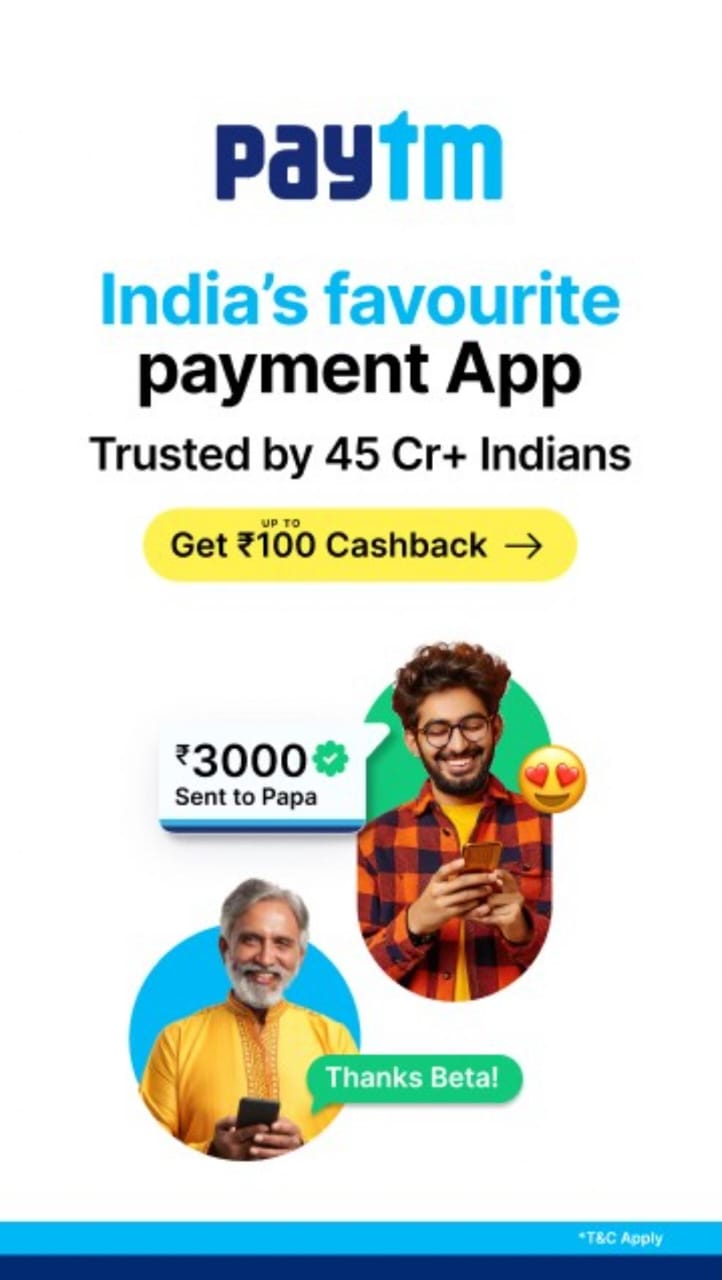 paytm
India's favourite
payment App
Trusted by 45 Cr+ Indians
UP TO
Get ₹100 Cashback →
₹3000
Sent to Papa
Thanks Beta!
*T&C Apply